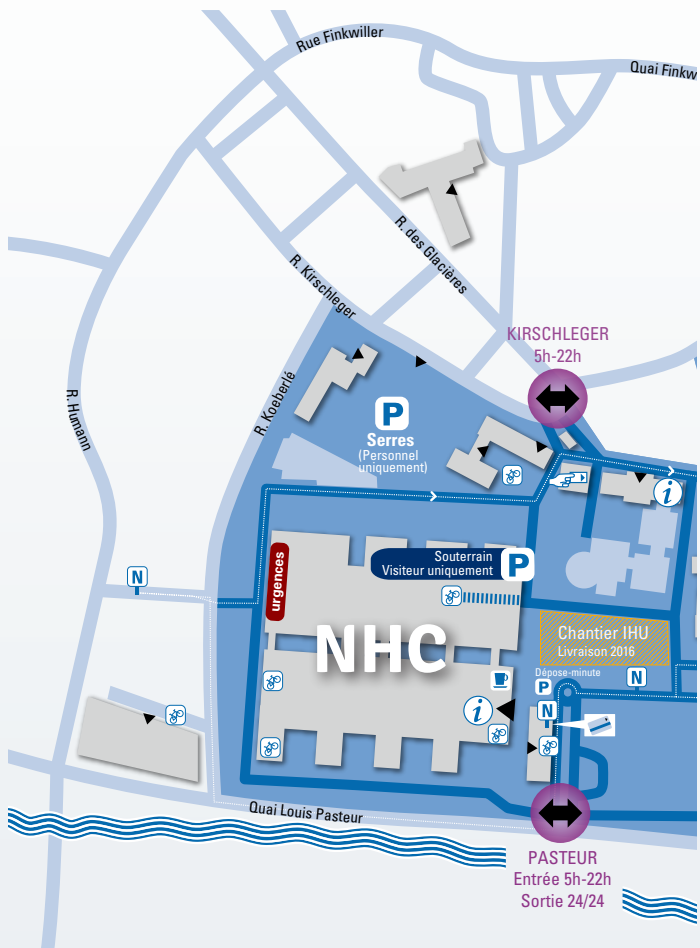 Rue Finkwiller
Quai Finkw
R. des Glacières
R. Kirschleger
KIRSCHLEGER
5h-22h
R. Koeberlé
R. Humann
P
Serres
(Personnel
uniquement)
i
urgences
Souterrain
Visiteur uniquement
P
N
NHC
Chantier IHU
Livraison 2016
Dépose-minute
P
N
i
N
Quai Louis Pasteur
PASTEUR
Entrée 5h-22h
Sortie 24/24